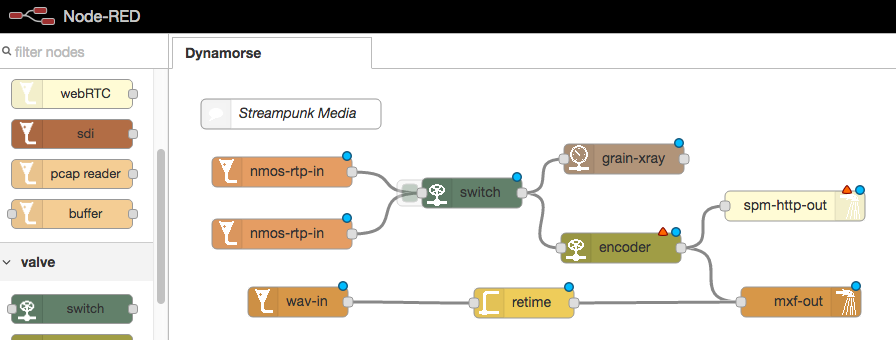 Node-RED
filter nodes
Dynamorse
webRTC
sdi
pcap reader
buffer
valve
switch
Streampunk Media
nmos-rtp-in
nmos-rtp-in
wav-in
switch
retime
grain-xray
encoder
spm-http-out
mxf-out